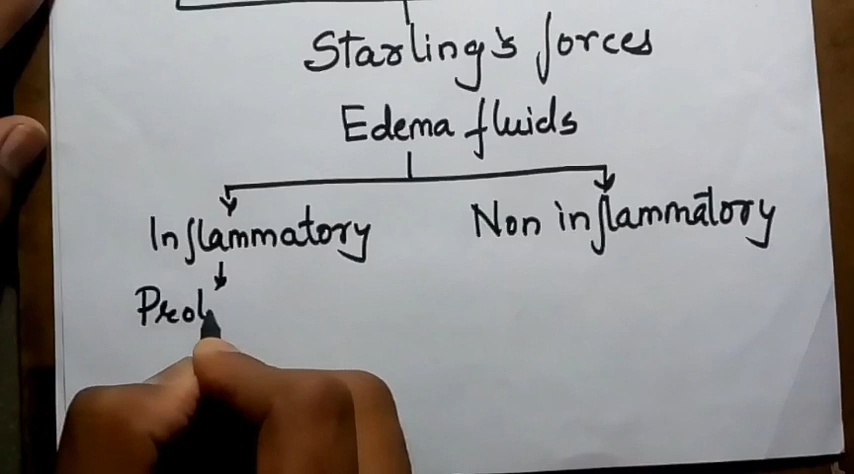 Starling's forces
Edema fluids
Inflammatory Non inflammatory